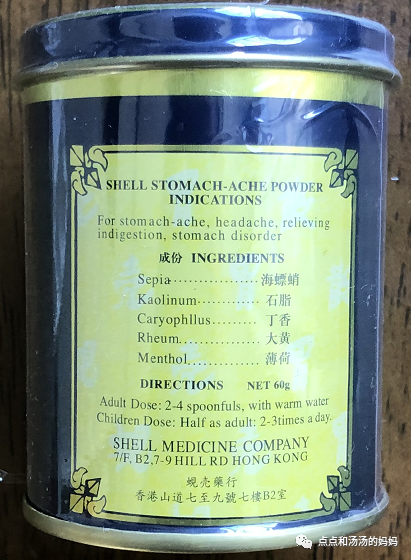 SHELL STOMACH-ACHE POWDER
INDICATIONS
For stomach-ache, headache, relieving
indigestion, stomach disorder
成份 INGREDIENTS
Sepia..................海螵蛸
Kaolinum............石脂
Caryophllus.........丁香
Rheum................大黃
Menthol..............薄荷
DIRECTIONS NET 60g
Adult Dose: 2-4 spoonfuls, with warm water
Children Dose: Half as adult: 2-3times a day.
SHELL MEDICINE COMPANY
7/F, B2,7-9 HILL RD HONG KONG
蜆壳藥行
香港山道七至九號七樓B2室
点点和汤汤的妈妈